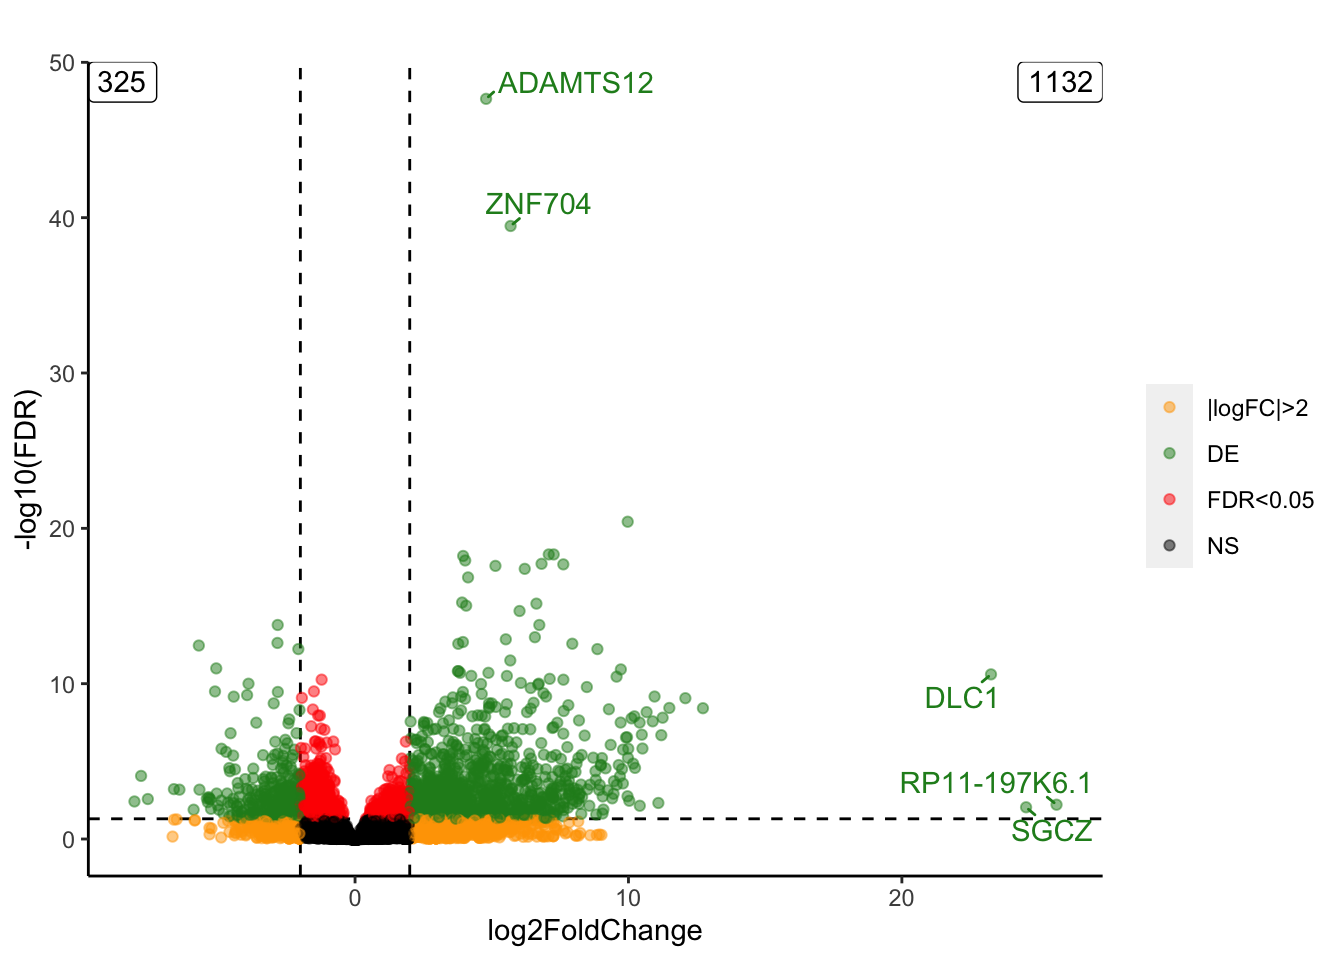 50
325
1132
ADAMTS12
ZNF704
40
30
-log10(FDR)
|logFC|>2
DE
FDR<0.05
NS
20
10
DLC1
RP11-197K6.1
SGCZ
0
0
10
20
log2FoldChange